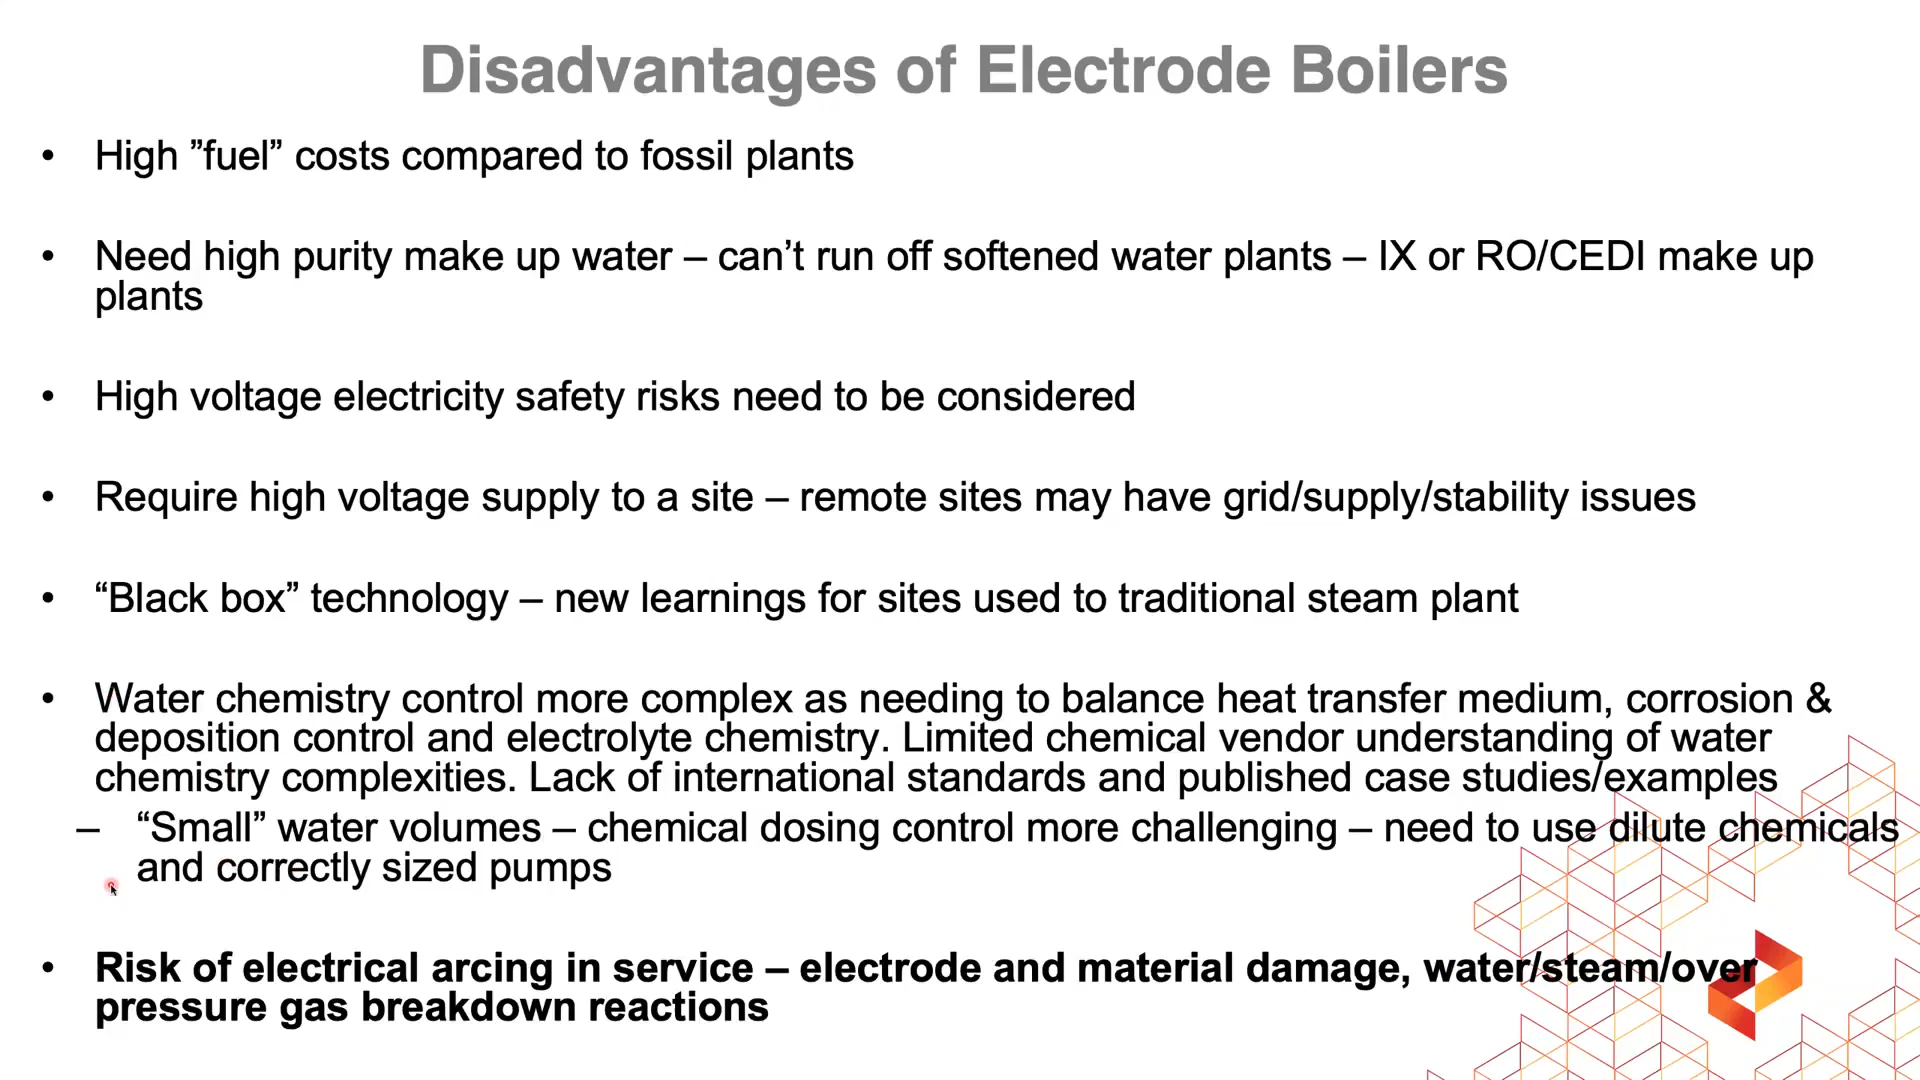 Disadvantages of Electrode Boilers
• High ”fuel” costs compared to fossil plants
• Need high purity make up water – can’t run off softened water plants – IX or RO/CEDI make up
plants
• High voltage electricity safety risks need to be considered
• Require high voltage supply to a site – remote sites may have grid/supply/stability issues
• “Black box” technology – new learnings for sites used to traditional steam plant
• Water chemistry control more complex as needing to balance heat transfer medium, corrosion &
deposition control and electrolyte chemistry. Limited chemical vendor understanding of water
chemistry complexities. Lack of international standards and published case studies/examples
– “Small” water volumes – chemical dosing control more challenging – need to use dilute chemicals
and correctly sized pumps
• Risk of electrical arcing in service – electrode and material damage, water/steam/over
pressure gas breakdown reactions